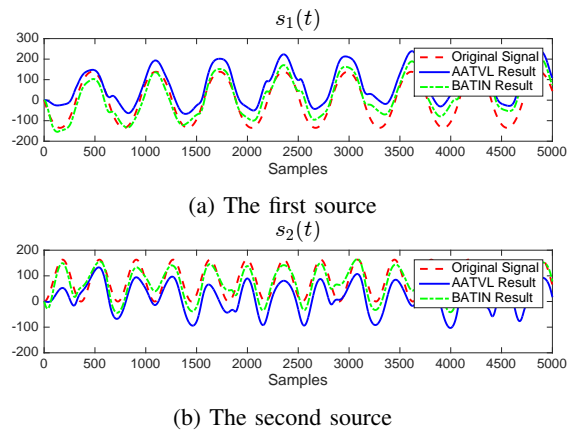 s₁(t)
300
200
100
0
-100
-200
Original Signal
AATVL Result
BATIN Result
0 500 1000 1500 2000 2500 3000 3500 4000 4500 5000
Samples
(a) The first source
s₂(t)
200
100
0
-100
-200
Original Signal
AATVL Result
BATIN Result
0 500 1000 1500 2000 2500 3000 3500 4000 4500 5000
Samples
(b) The second source